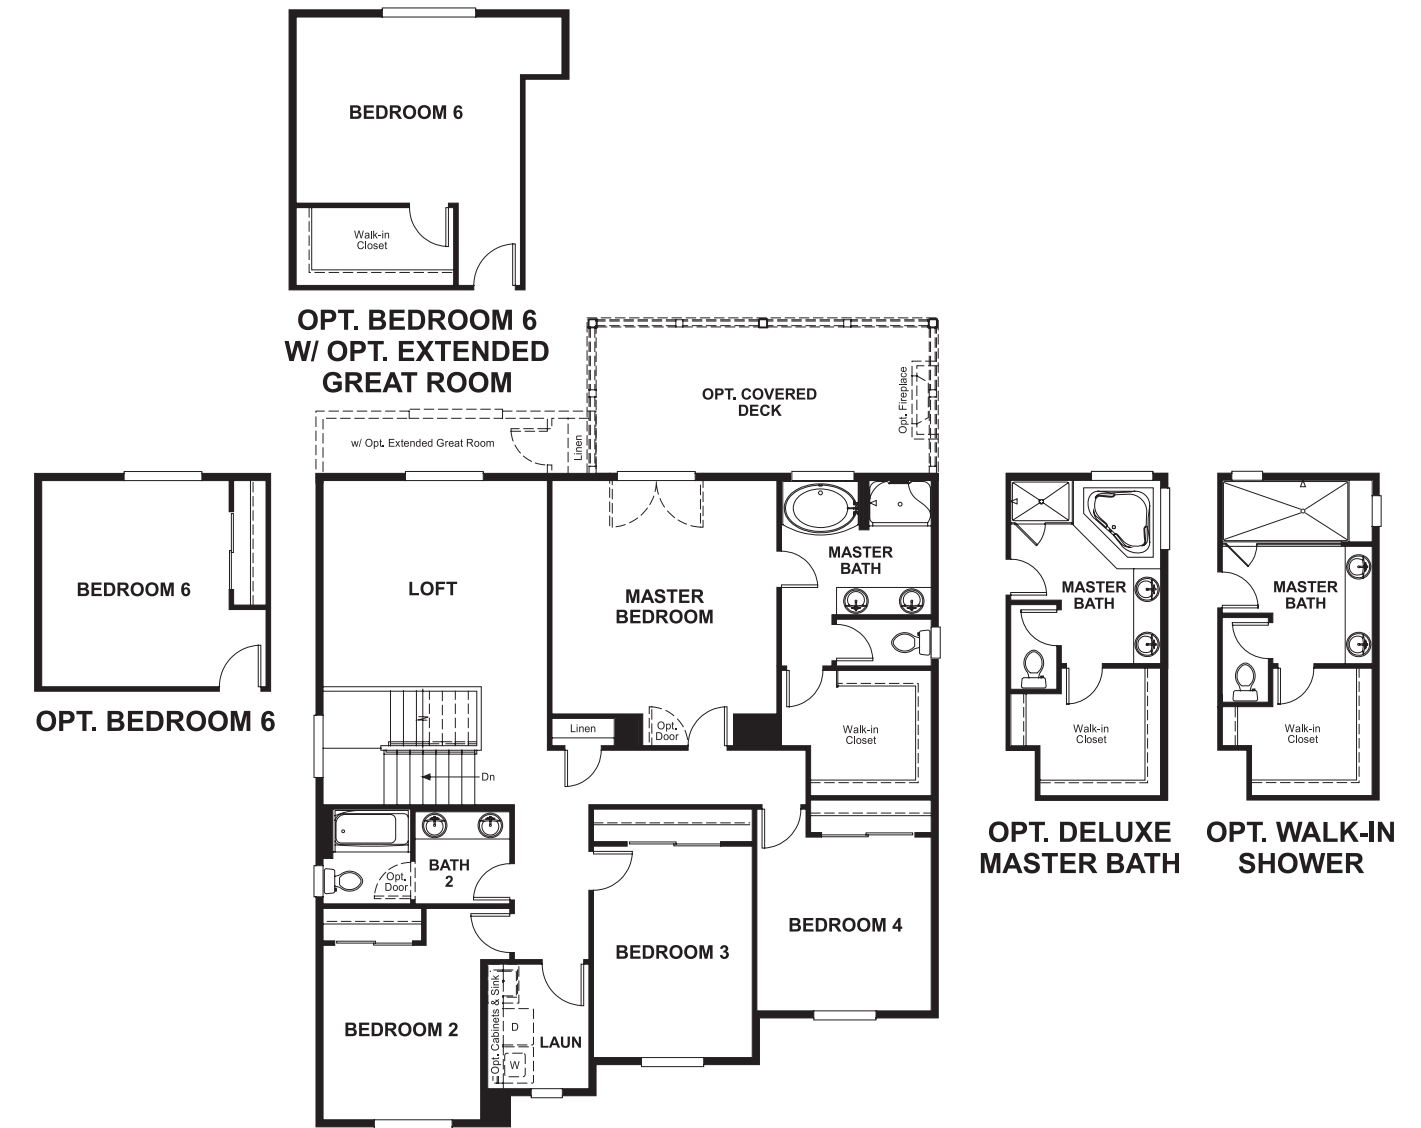 BEDROOM 6
Walk-in
Closet
OPT. BEDROOM 6
W/ OPT. EXTENDED
GREAT ROOM
OPT. COVERED
DECK
Opt. Fireplace
w/ Opt. Extended Great Room
Linen
BEDROOM 6
OPT. BEDROOM 6
LOFT
MASTER
BEDROOM
MASTER
BATH
Linen
Opt.
Door
Walk-in
Closet
Dn
BATH
2
Opt.
Door
BEDROOM 2
Opt. Cabinets & Sink
D
W
LAUN
BEDROOM 3
BEDROOM 4
MASTER
BATH
Walk-in
Closet
OPT. DELUXE
MASTER BATH
MASTER
BATH
Walk-in
Closet
OPT. WALK-IN
SHOWER